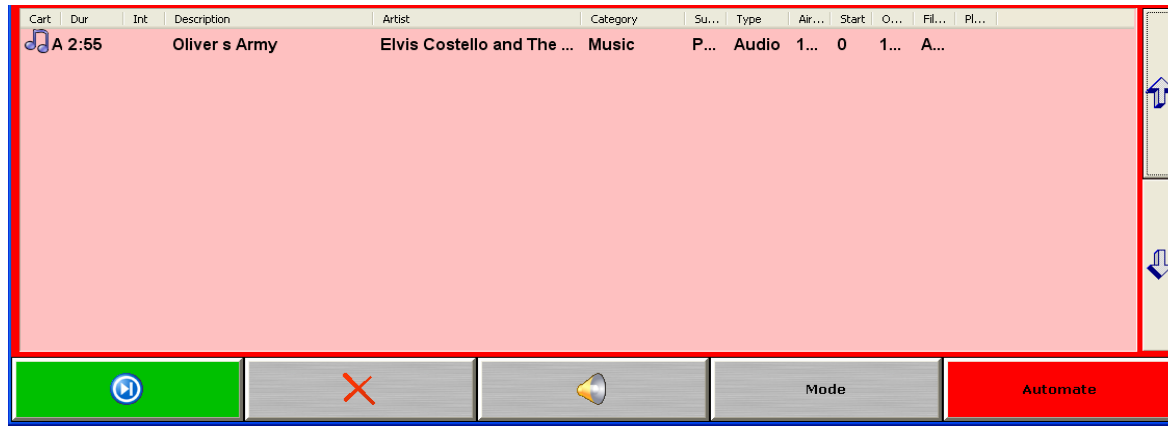 Cart Dur Int Description Artist Category Su... Type Air... Start O... Fil... Pl...
A 2:55 Oliver s Army Elvis Costello and The ... Music P... Audio 1... 0 1... A...
Mode Automate